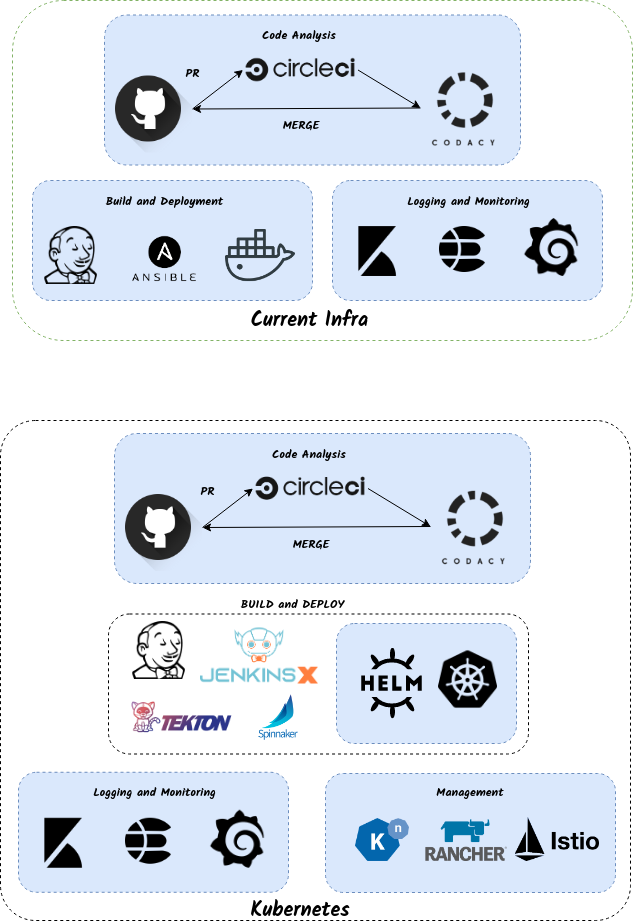 Code Analysis
PR
circleci
MERGE
CODACY
Build and Deployment
Logging and Monitoring
A
ANSIBLE
Current Infra
Code Analysis
PR
circleci
MERGE
CODACY
BUILD and DEPLOY
JENKINS X
HELM
TEKTON
Spinnaker
Logging and Monitoring
Management
K n
RANCHER
Istio
Kubernetes